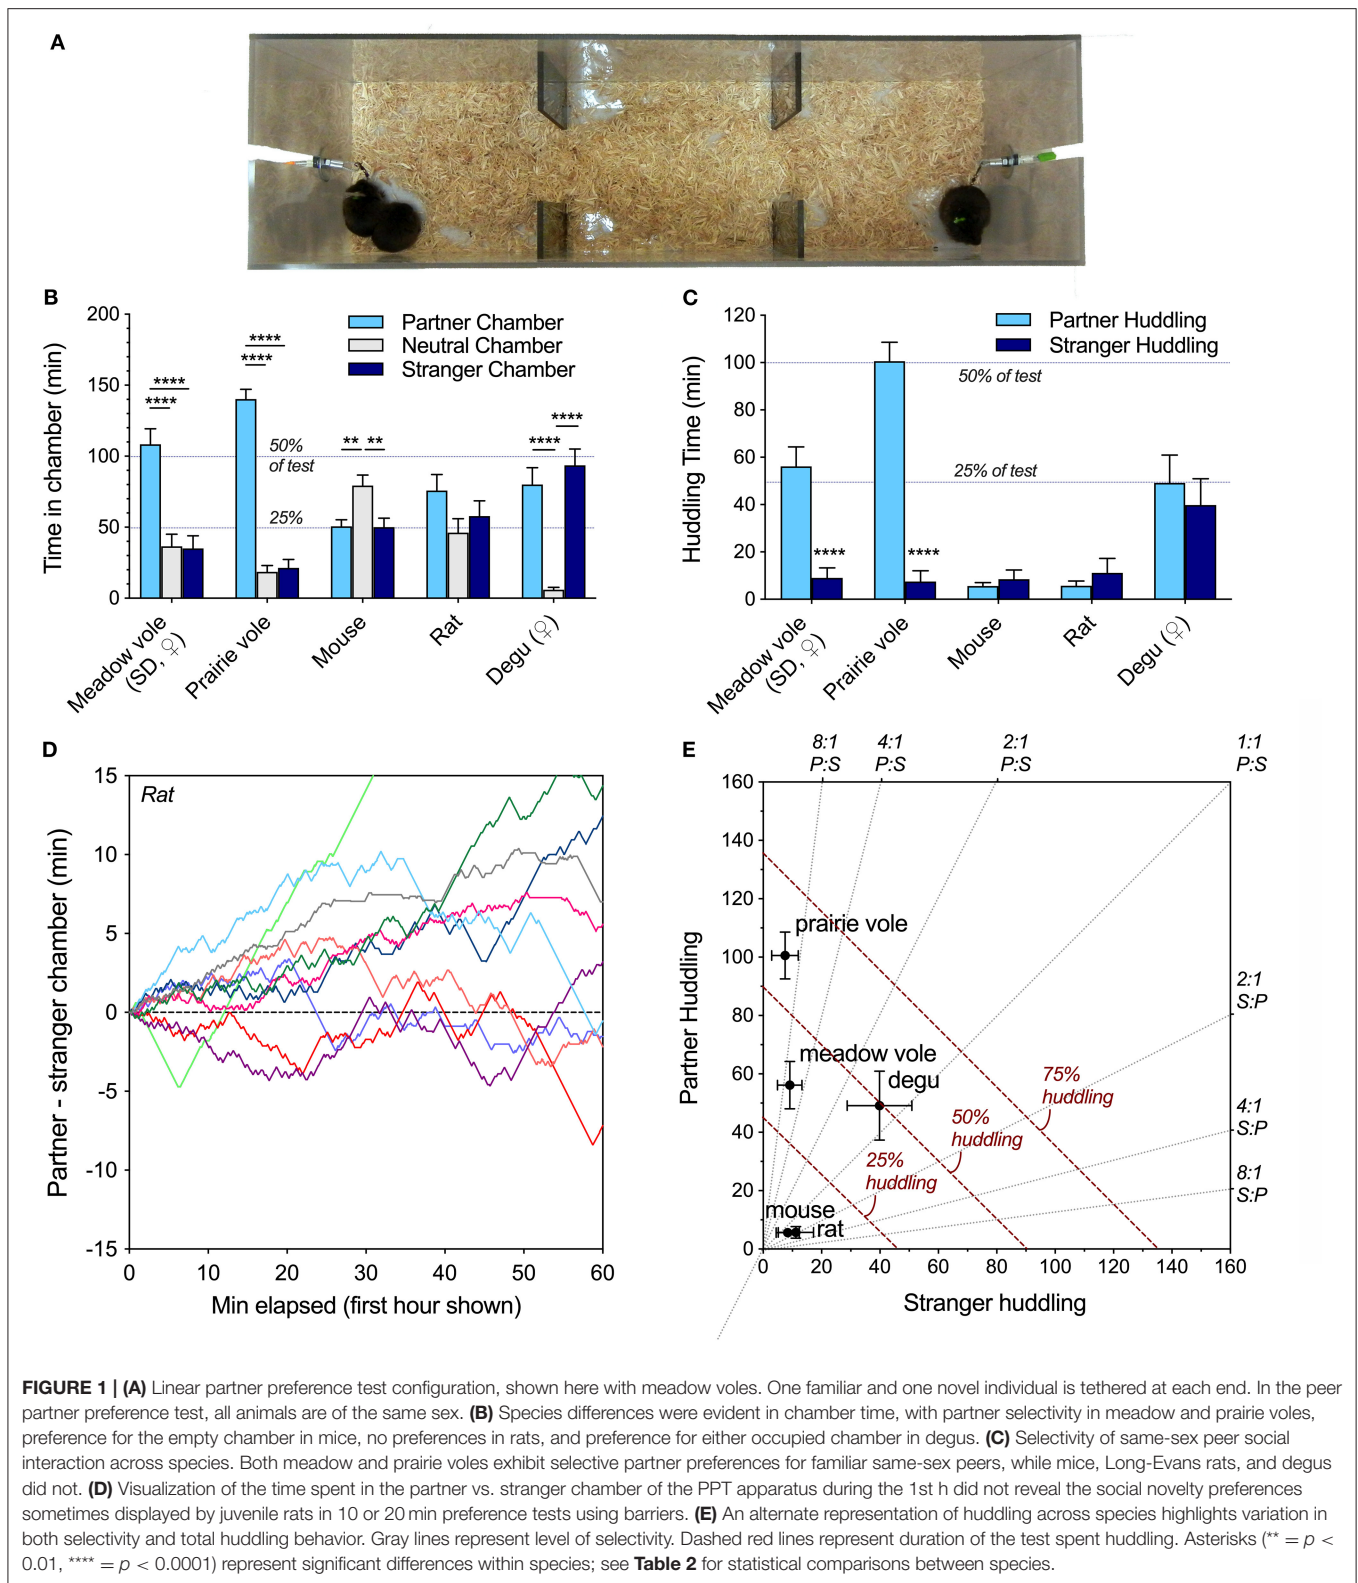 (A)
(B)
200
150
100
50
0
Time in chamber (min)
Partner Chamber
Neutral Chamber
Stranger Chamber
****
****
****
****
50%
of test
25%
**
**
****
****
Meadow vole
(SD, ♀)
Prairie vole
Mouse
Rat
Degu (♀)
(C)
120
100
80
60
40
20
0
Huddling Time (min)
Partner Huddling
Stranger Huddling
50% of test
25% of test
****
****
Meadow vole
(SD, ♀)
Prairie vole
Mouse
Rat
Degu (♀)
(D)
Rat
15
10
5
0
-5
-10
-15
Partner - stranger chamber (min)
0 10 20 30 40 50 60
Min elapsed (first hour shown)
(E)
8:1
P:S
4:1
P:S
2:1
P:S
1:1
P:S
160
140
120
100
80
60
40
20
0
Partner Huddling
prairie vole
meadow vole
degu
mouse
rat
75%
huddling
50%
huddling
25%
huddling
2:1
S:P
4:1
S:P
8:1
S:P
0 20 40 60 80 100 120 140 160
Stranger huddling
FIGURE 1 | (A) Linear partner preference test configuration, shown here with meadow voles. One familiar and one novel individual is tethered at each end. In the peer
partner preference test, all animals are of the same sex. (B) Species differences were evident in chamber time, with partner selectivity in meadow and prairie voles,
preference for the empty chamber in mice, no preferences in rats, and preference for either occupied chamber in degus. (C) Selectivity of same-sex peer social
interaction across species. Both meadow and prairie voles exhibit selective partner preferences for familiar same-sex peers, while mice, Long-Evans rats, and degus
did not. (D) Visualization of the time spent in the partner vs. stranger chamber of the PPT apparatus during the 1st h did not reveal the social novelty preferences
sometimes displayed by juvenile rats in 10 or 20 min preference tests using barriers. (E) An alternate representation of huddling across species highlights variation in
both selectivity and total huddling behavior. Gray lines represent level of selectivity. Dashed red lines represent duration of the test spent huddling. Asterisks (** = p <
0.01, **** = p < 0.0001) represent significant differences within species; see Table 2 for statistical comparisons between species.